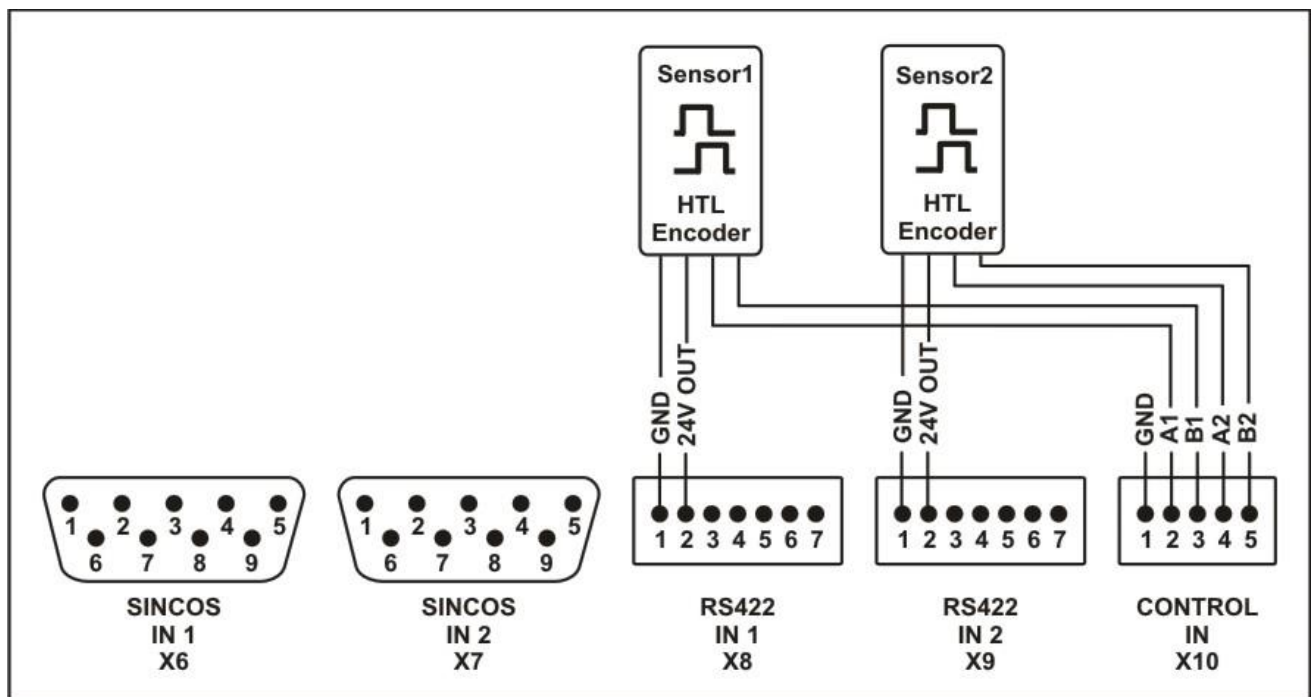 Sensor1
HTL
Encoder
Sensor2
HTL
Encoder
GND
24V OUT
GND
24V OUT
GND
A1
B1
A2
B2
1 2 3 4 5
6 7 8 9
SINCOS
IN 1
X6
1 2 3 4 5
6 7 8 9
SINCOS
IN 2
X7
1 2 3 4 5 6 7
RS422
IN 1
X8
1 2 3 4 5 6 7
RS422
IN 2
X9
1 2 3 4 5
CONTROL
IN
X10